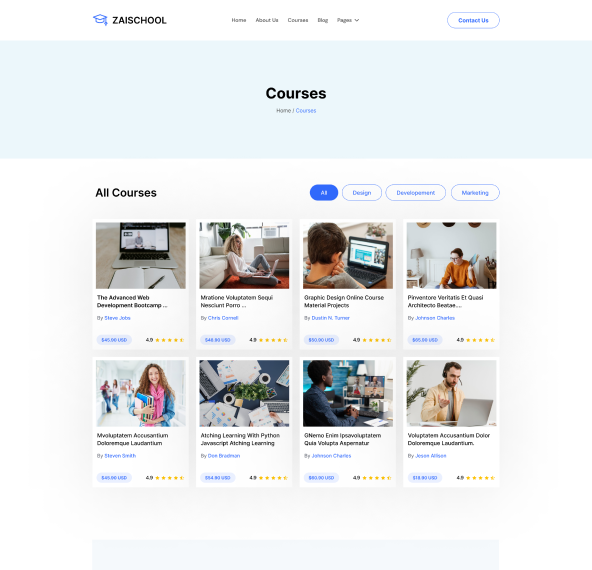 ZAISCHOOL
Home About Us Courses Blog Pages
Contact Us
Courses
Home / Courses
All Courses
All Design Developement Marketing
The Advanced Web
Development Bootcamp ...
By Steve Jobs
$45.90 USD 4.9
Mratione Voluptatem Sequi
Nesciunt Porro ...
By Chris Cornell
$48.90 USD 4.9
Graphic Design Online Course
Material Projects
By Dustin N. Turner
$50.90 USD 4.9
Pinventore Veritatis Et Quasi
Architecto Beatae....
By Johnson Charles
$65.90 USD 4.9
Mvoluptatem Accusantium
Doloremque Laudantium
By Steven Smith
$45.90 USD 4.9
Atching Learning With Python
Javascript Atching Learning
By Don Bradman
$54.90 USD 4.9
GNemo Enim Ipsavoluptatem
Quia Volupta Aspernatur
By Johnson Charles
$80.90 USD 4.9
Voluptatem Accusantium Dolor
Doloremque Laudantium.
By Jeson Allison
$18.90 USD 4.9